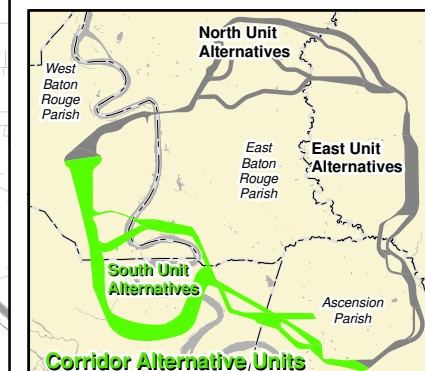 North Unit
Alternatives
West
Baton
Rouge
Parish
East
Baton
Rouge
Parish
East Unit
Alternatives
South Unit
Alternatives
Ascension
Parish
Corridor Alternative Units